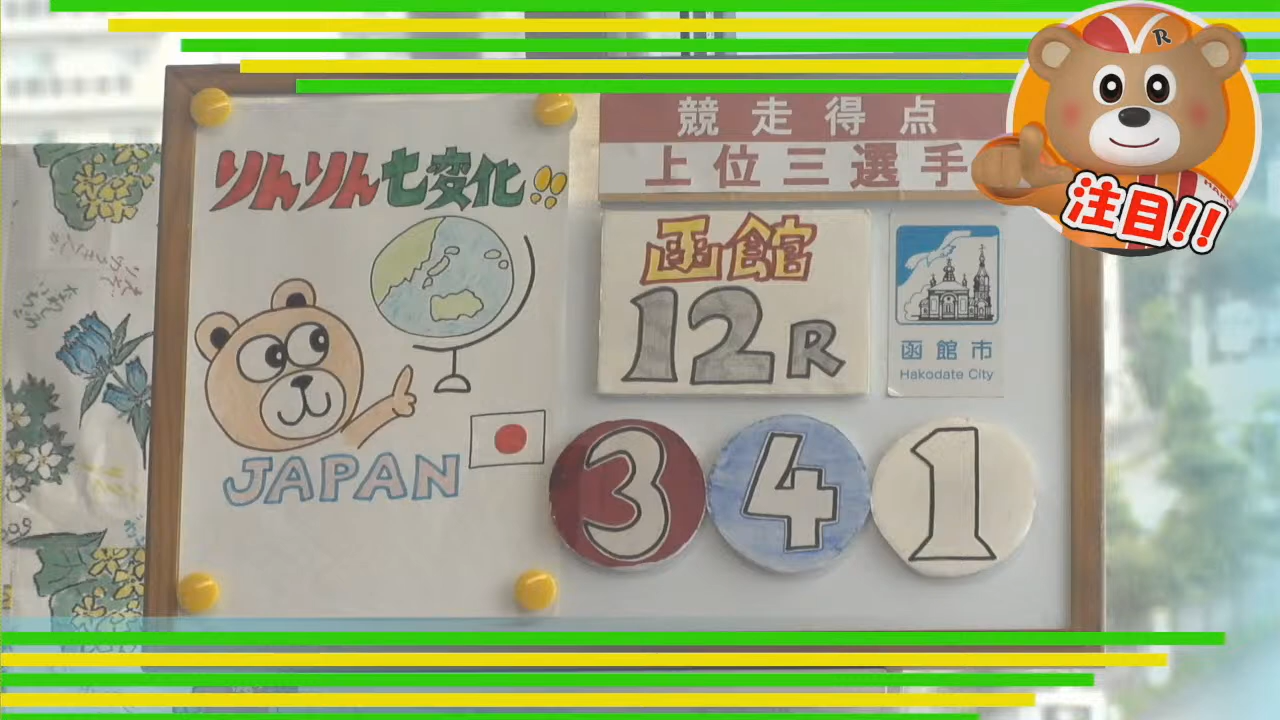 りんりん七変化!!
JAPAN
競走得点
上位三選手
函館
12R
函館市
Hakodate City
3 4 1
R
注目!!